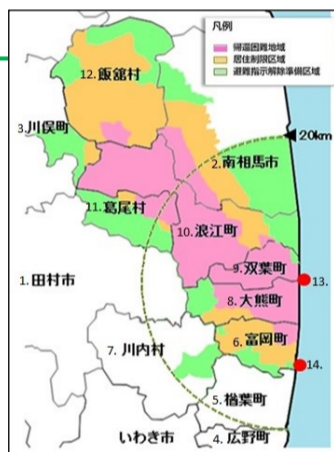 凡例
帰還困難地域
居住制限区域
避難指示解除準備区域
12. 飯舘村
20km
3. 川俣町
2. 南相馬市
11. 葛尾村
10. 浪江町
9. 双葉町
13.
1. 田村市
8. 大熊町
6. 富岡町
7. 川内村
14.
5. 楢葉町
いわき市
4. 広野町